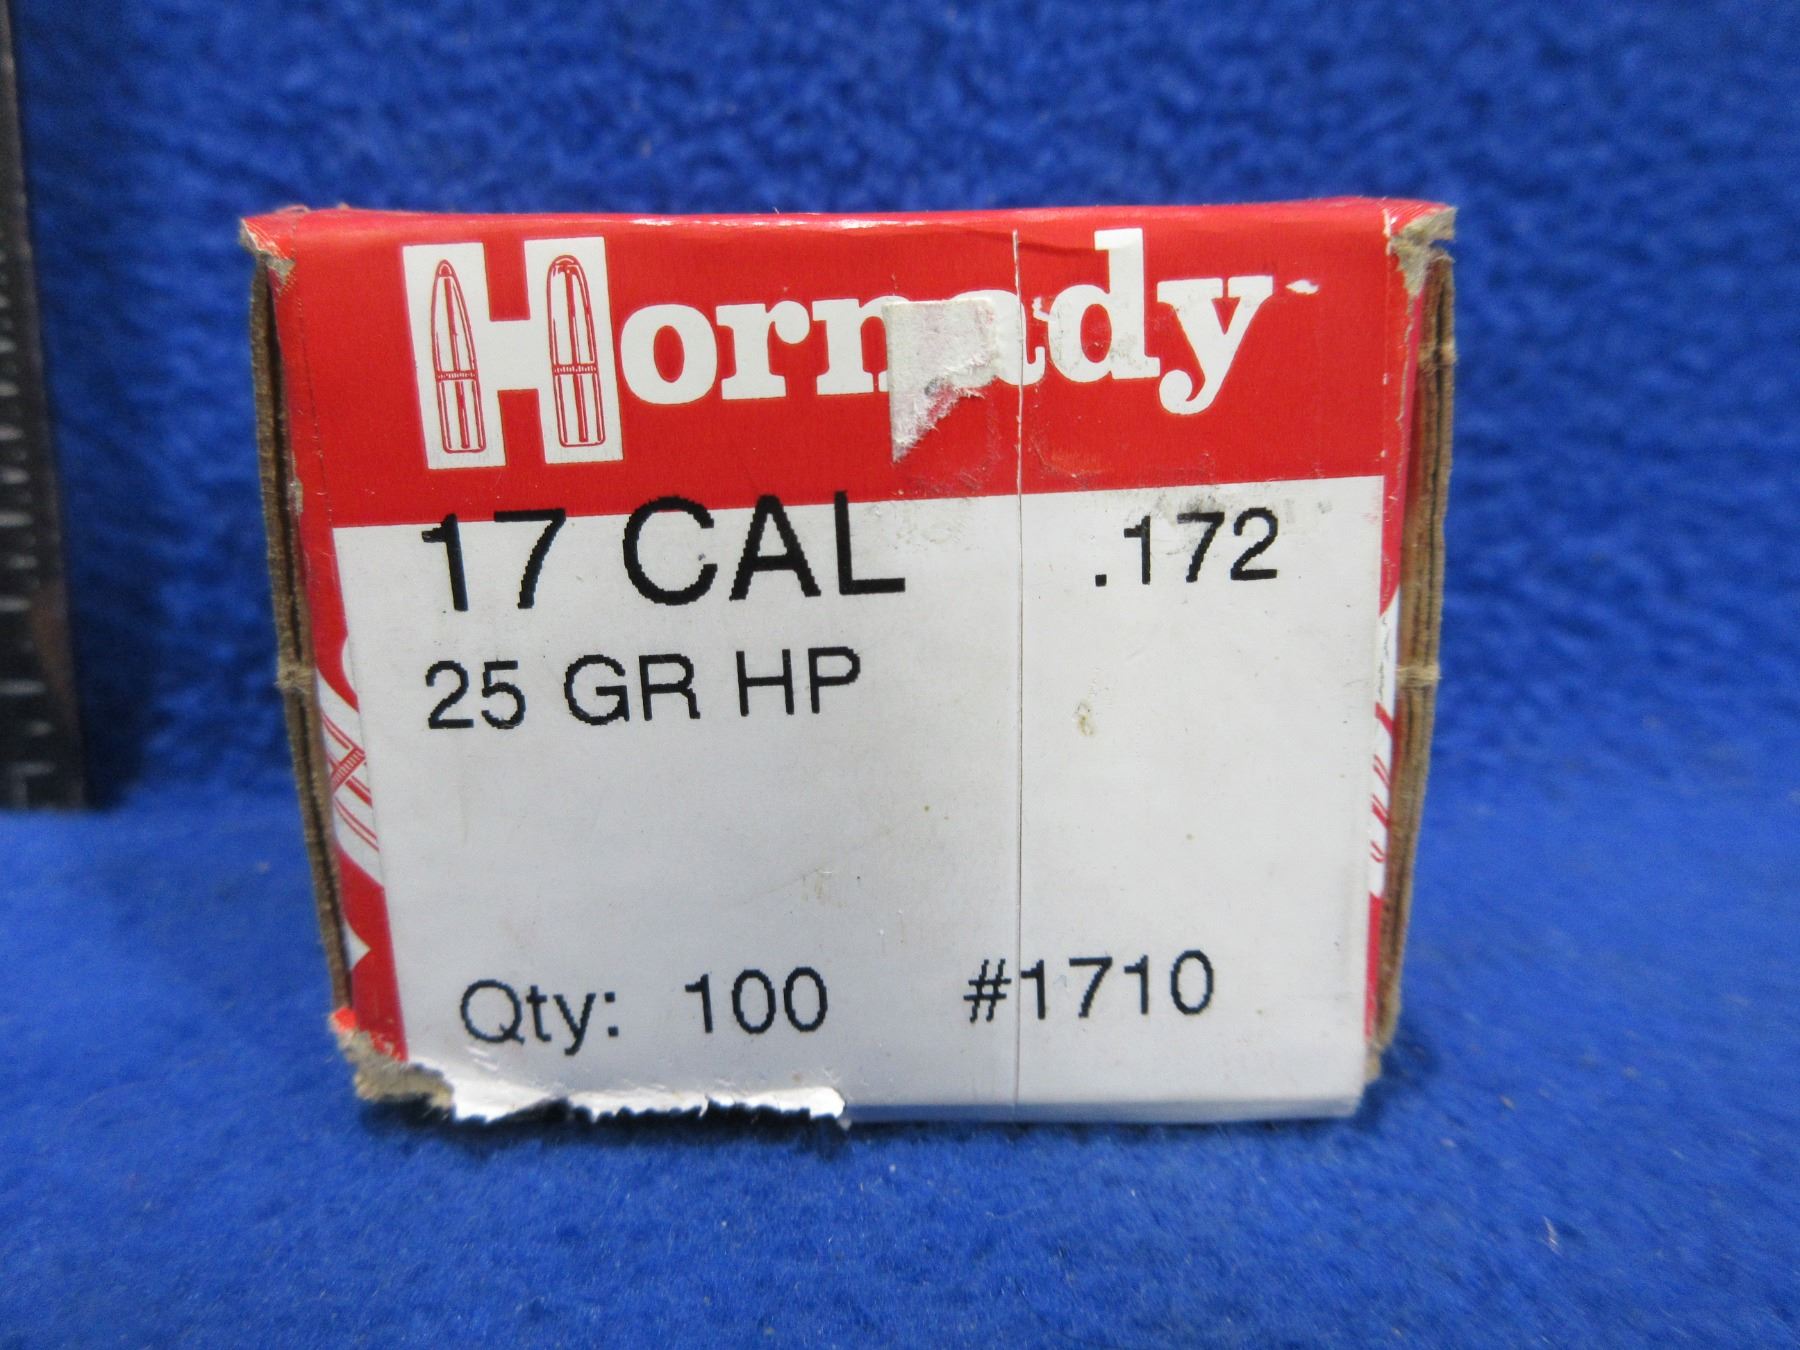 Hornady
17 CAL .172
25 GR HP
Qty: 100 #1710